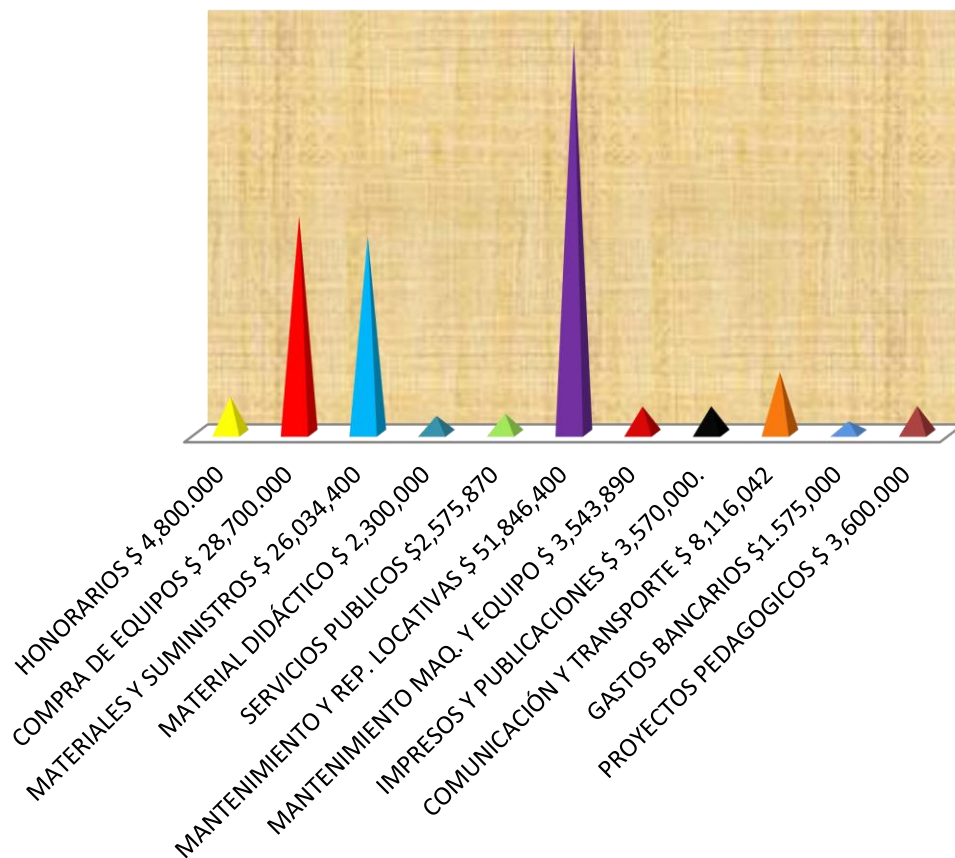 HONORARIOS $ 4,800.000
COMPRA DE EQUIPOS $ 28,700.000
MATERIALES Y SUMINISTROS $ 26,034,400
MATERIAL DIDÁCTICO $ 2,300,000
SERVICIOS PUBLICOS $2,575,870
MANTENIMIENTO Y REP. LOCATIVAS $ 51,846,400
MANTENIMIENTO MAQ. Y EQUIPO $ 3,543,890
IMPRESOS Y PUBLICACIONES $ 3,570,000.
COMUNICACIÓN Y TRANSPORTE $ 8,116,042
GASTOS BANCARIOS $1.575,000
PROYECTOS PEDAGOGICOS $ 3,600.000